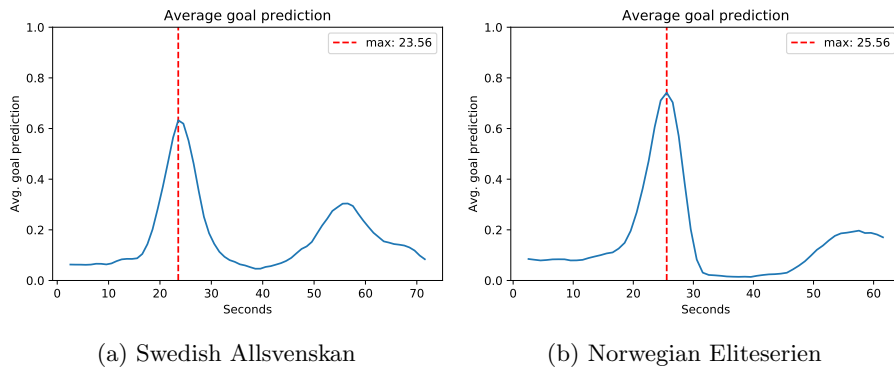 Average goal prediction
1.0
0.8
0.6
0.4
0.2
0.0
Avg. goal prediction
max: 23.56
0 10 20 30 40 50 60 70
Seconds
(a) Swedish Allsvenskan
Average goal prediction
1.0
0.8
0.6
0.4
0.2
0.0
Avg. goal prediction
max: 25.56
0 10 20 30 40 50 60
Seconds
(b) Norwegian Eliteserien